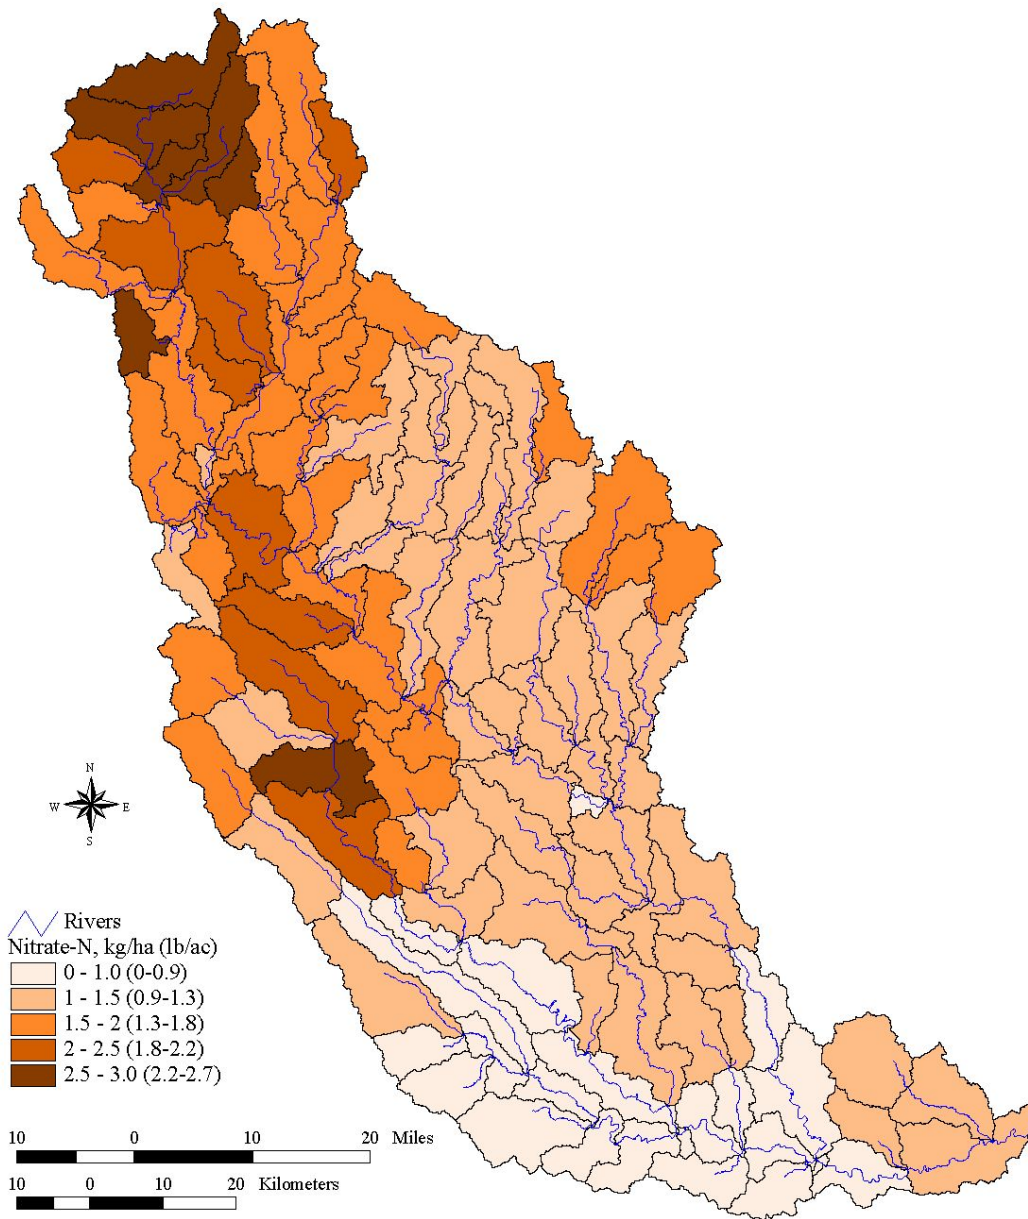 N
W E
S
Rivers
Nitrate-N, kg/ha (lb/ac)
0 - 1.0 (0-0.9)
1 - 1.5 (0.9-1.3)
1.5 - 2 (1.3-1.8)
2 - 2.5 (1.8-2.2)
2.5 - 3.0 (2.2-2.7)
10 0 10 20 Miles
10 0 10 20 Kilometers